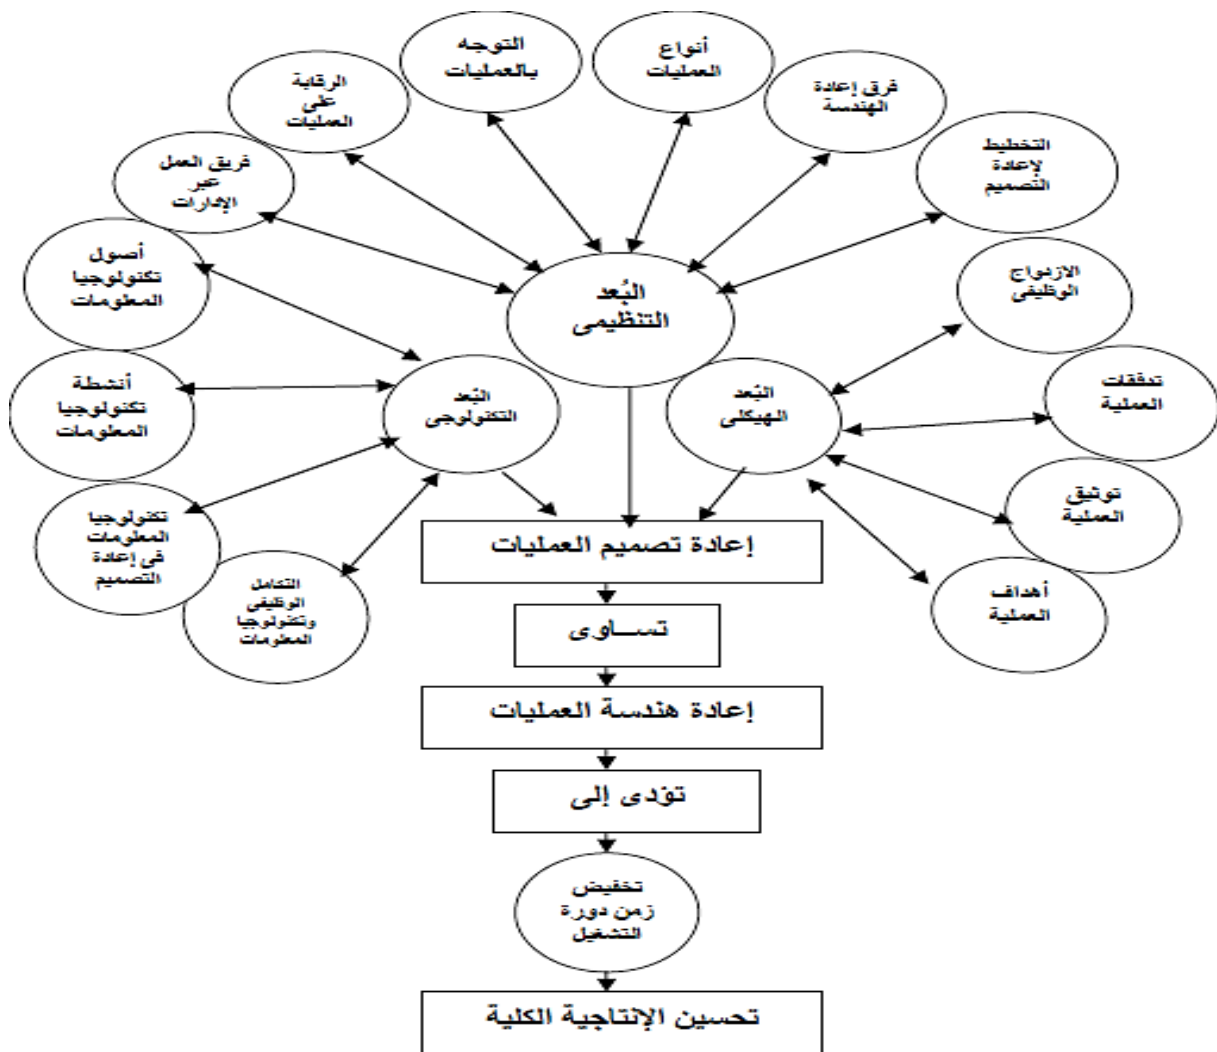 أنواع
العمليات
التوجه
بالعمليات
فرق إعادة
الهندسة
الرقابة
على
العمليات
التخطيط
لإعادة
التصميم
فريق العمل
عبر
الإدارات
الازدواج
الوظيفى
أصول
تكنولوجيا
المعلومات
البُعد
التنظيمى
تدفقات
العملية
أنشطة
تكنولوجيا
المعلومات
البُعد
الهيكلى
البُعد
التكنولوجى
توثيق
العملية
تكنولوجيا
المعلومات
فى إعادة
التصميم
أهداف
العملية
التكامل
الوظيفى
وتكنولوجيا
المعلومات
إعادة تصميم العمليات
تســاوى
إعادة هندسة العمليات
تؤدى إلى
تخفيض
زمن دورة
التشغيل
تحسين الإنتاجية الكلية